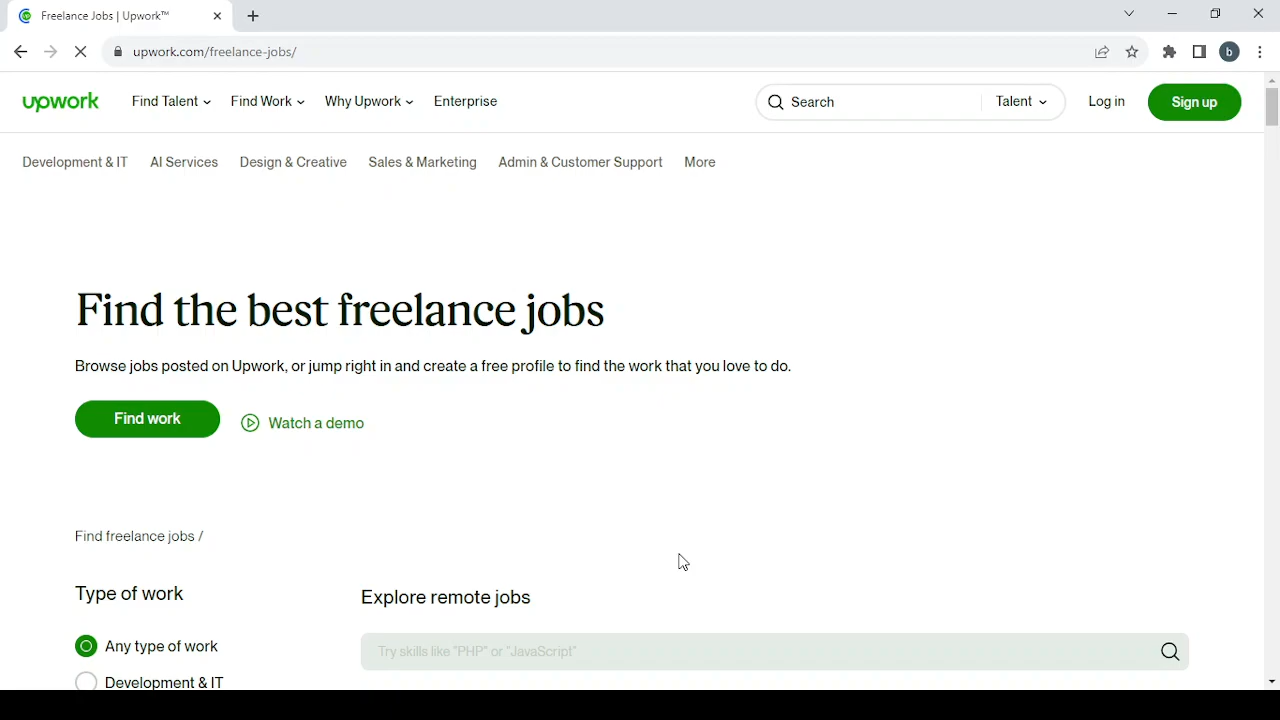 Freelance Jobs | Upwork™
upwork.com/freelance-jobs/
b
upwork
Find Talent
Find Work
Why Upwork
Enterprise
Search
Talent
Log in
Sign up
Development & IT
AI Services
Design & Creative
Sales & Marketing
Admin & Customer Support
More
Find the best freelance jobs
Browse jobs posted on Upwork, or jump right in and create a free profile to find the work that you love to do.
Find work
Watch a demo
Find freelance jobs /
Type of work
Explore remote jobs
Any type of work
Try skills like "PHP" or "JavaScript"
Development & IT